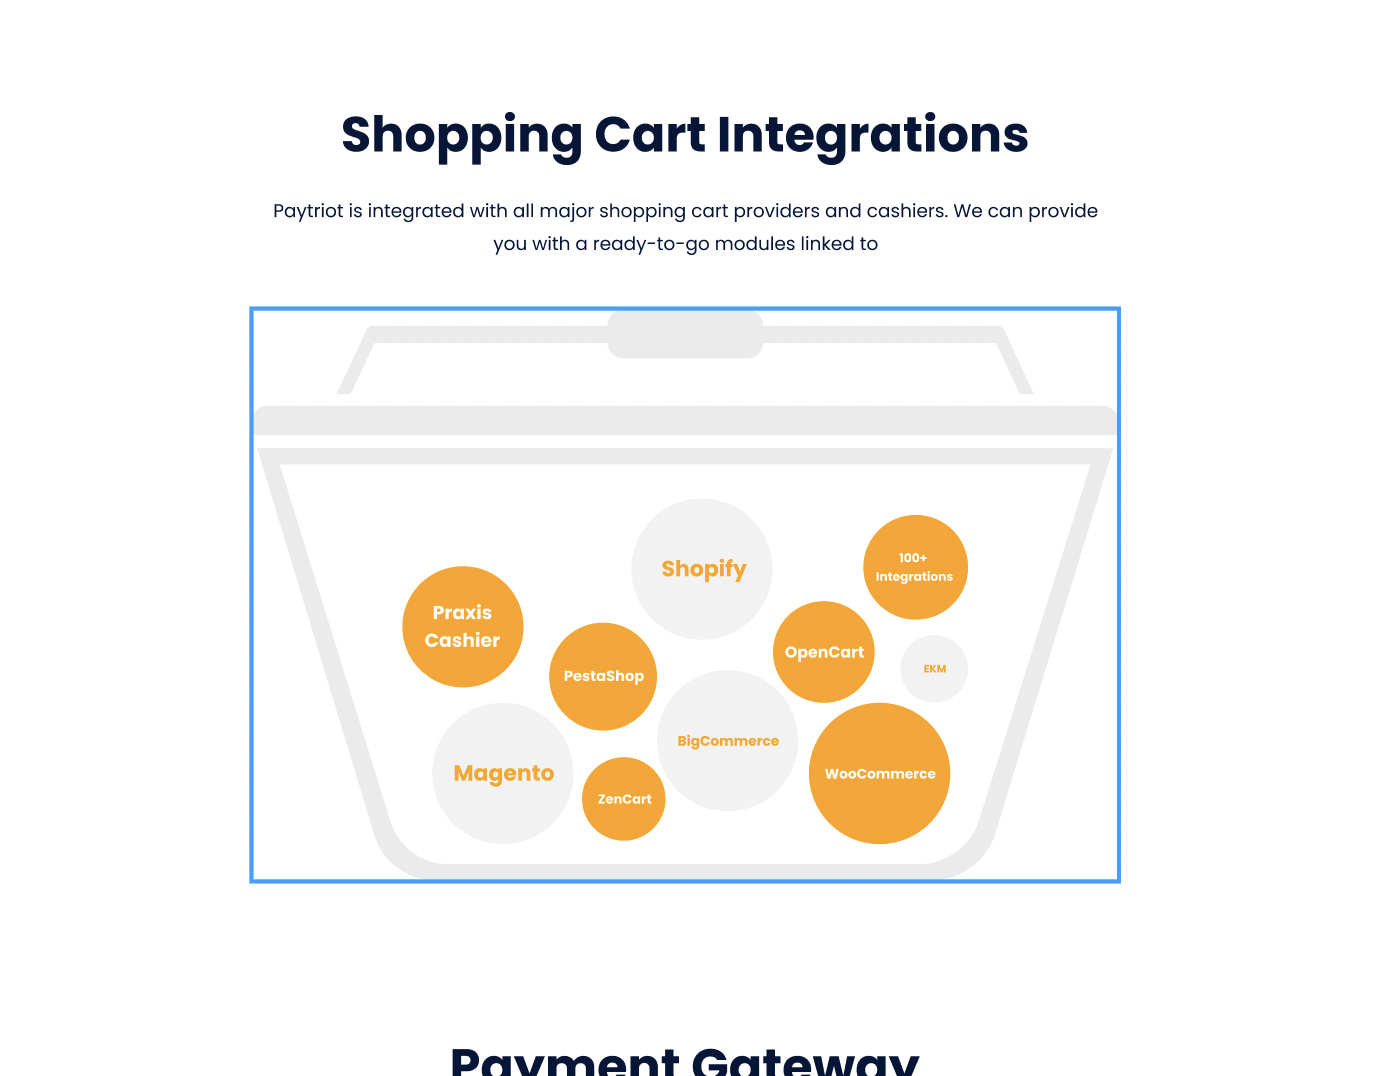 Shopping Cart Integrations
Paytriot is integrated with all major shopping cart providers and cashiers. We can provide
you with a ready-to-go modules linked to
Shopify
100+
Integrations
Praxis
Cashier
OpenCart
PestaShop
EKM
BigCommerce
Magento
WooCommerce
ZenCart
Payment Gateway